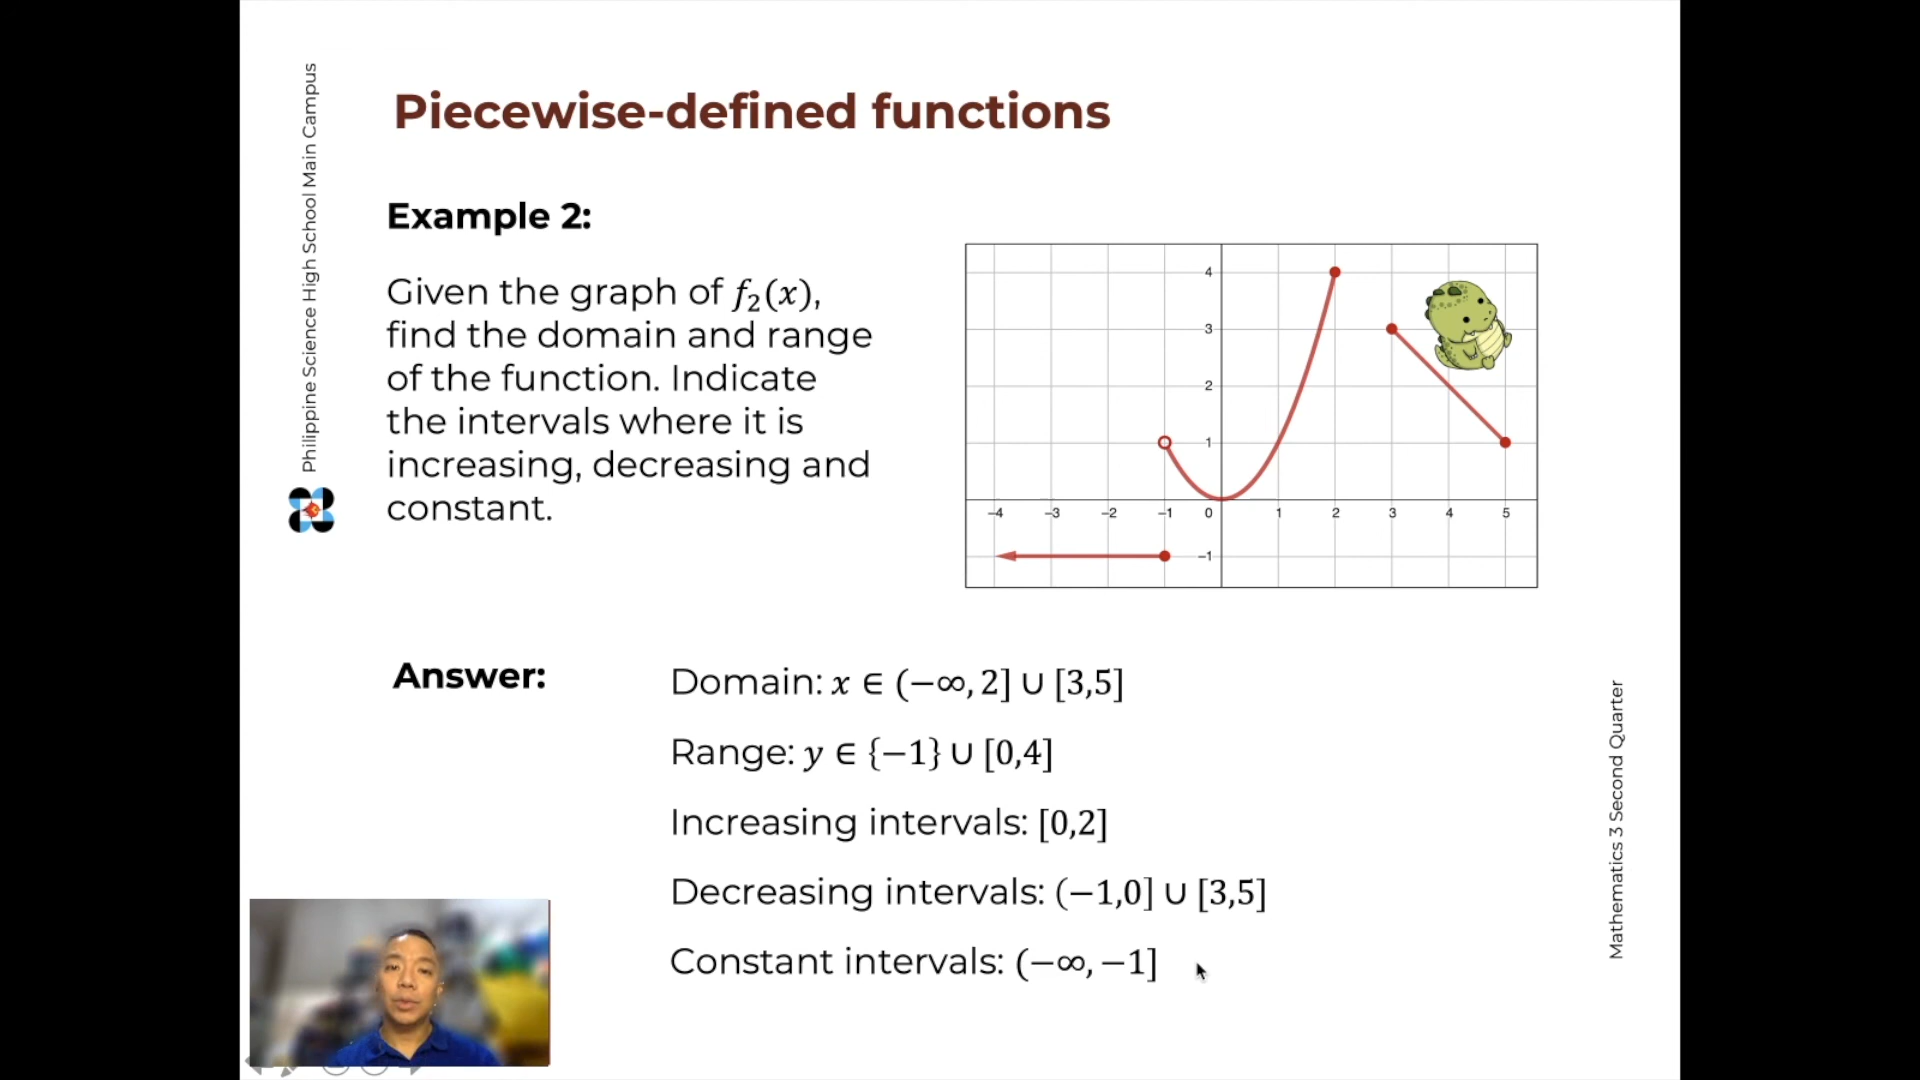 Philippine Science High School Main Campus
Piecewise-defined functions
Example 2:
Given the graph of f₂(x),
find the domain and range
of the function. Indicate
the intervals where it is
increasing, decreasing and
constant.
4
3
2
1
−4 −3 −2 −1 0 1 2 3 4 5
−1
Answer:
Domain: x ∈ (−∞, 2] ∪ [3,5]
Range: y ∈ {−1} ∪ [0,4]
Increasing intervals: [0,2]
Decreasing intervals: (−1,0] ∪ [3,5]
Constant intervals: (−∞, −1]
Mathematics 3 Second Quarter